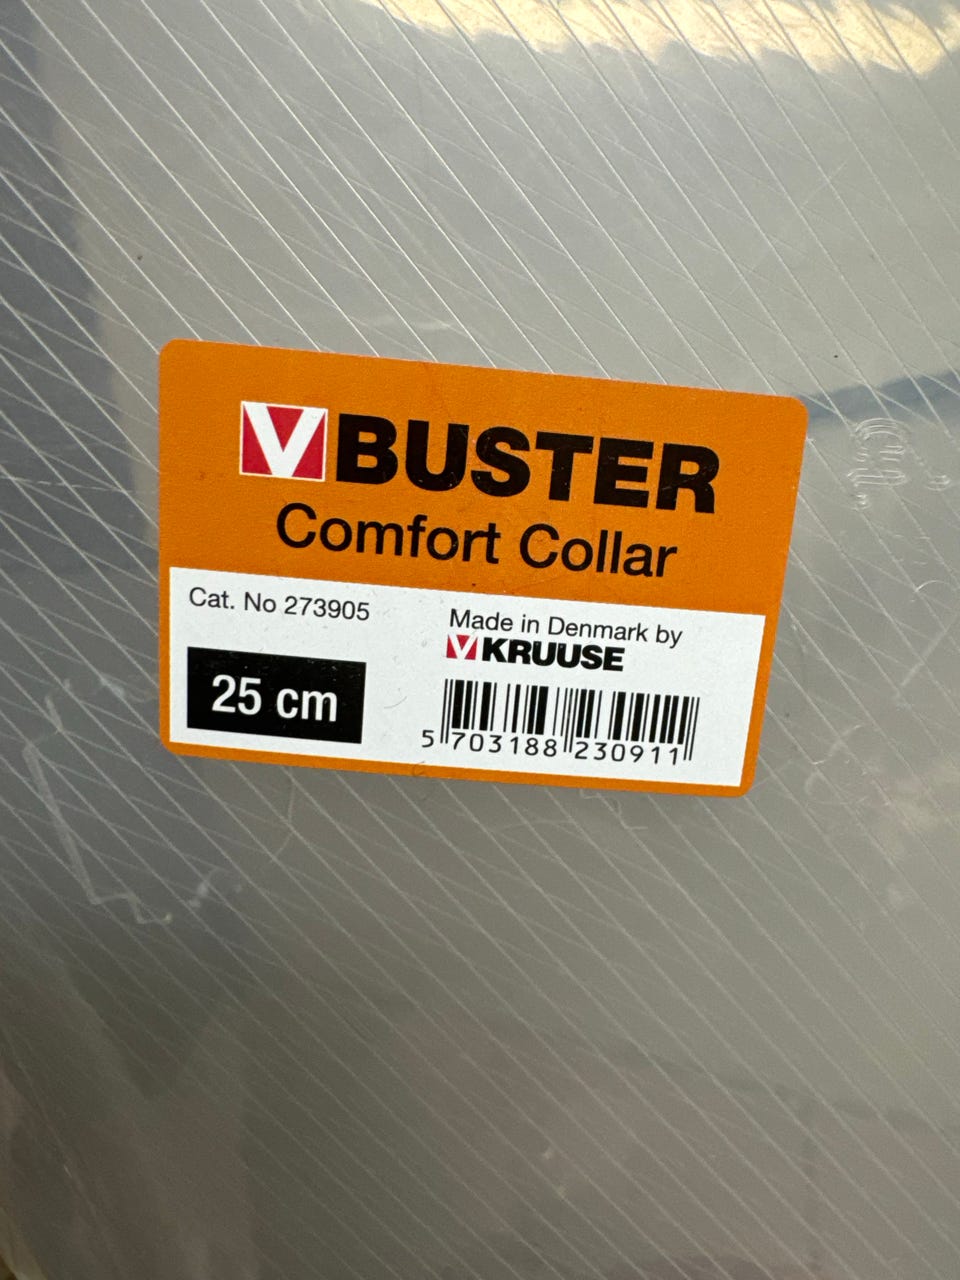 BUSTER
Comfort Collar
Cat. No 273905
25 cm
Made in Denmark by
KRUUSE
5 703188 230911